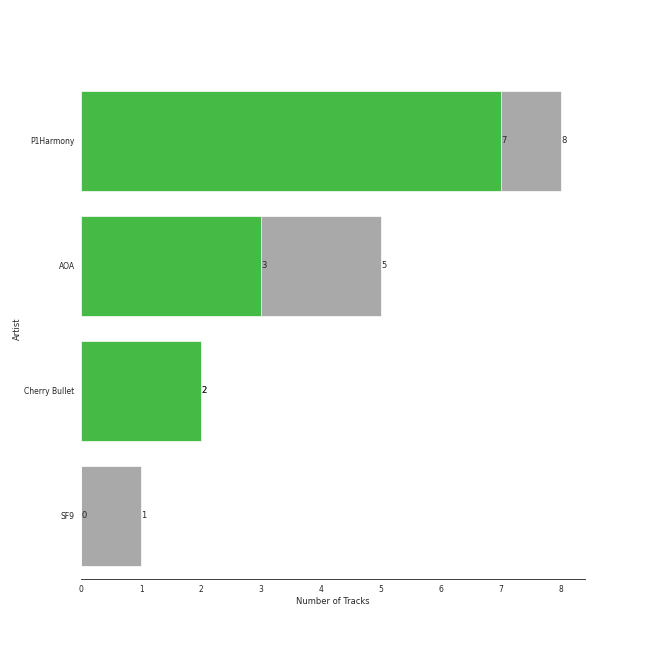 P1Harmony
7
8
AOA
3
5
Cherry Bullet
2
SF9
0
1
Artist
0 1 2 3 4 5 6 7 8
Number of Tracks